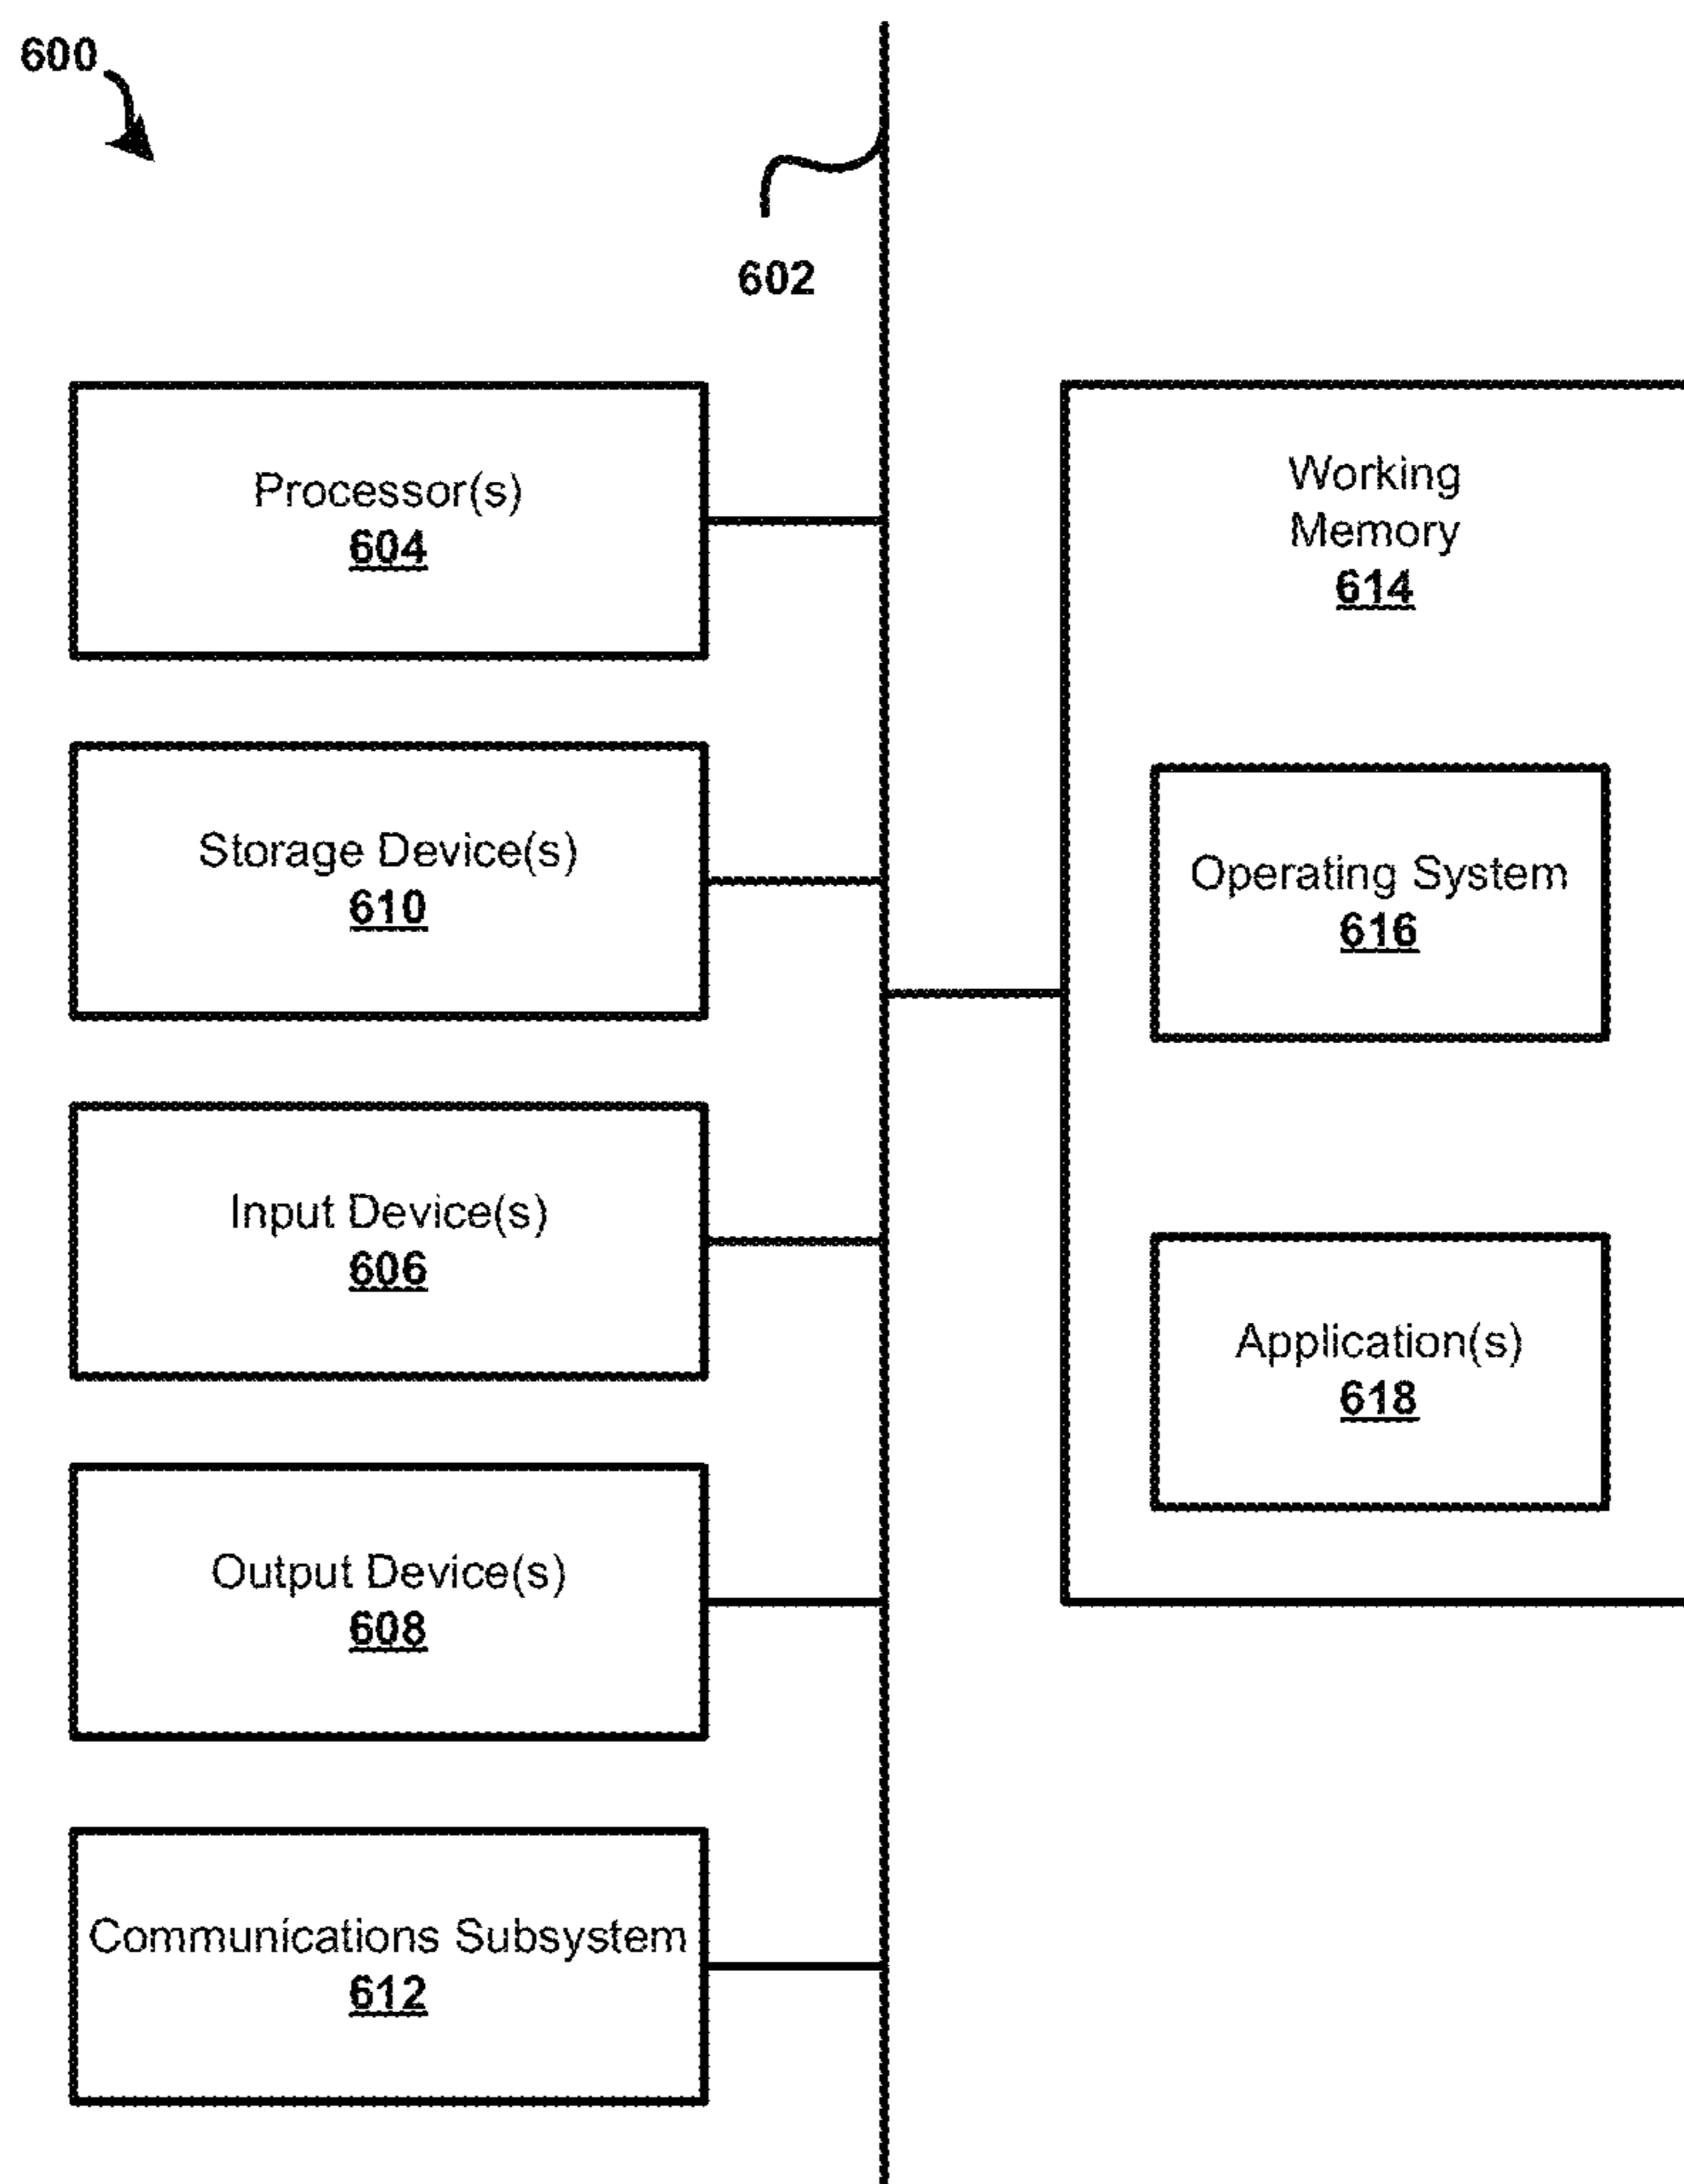 600
602
Processor(s)
604
Storage Device(s)
610
Input Device(s)
606
Output Device(s)
608
Communications Subsystem
612
Working
Memory
614
Operating System
616
Application(s)
618